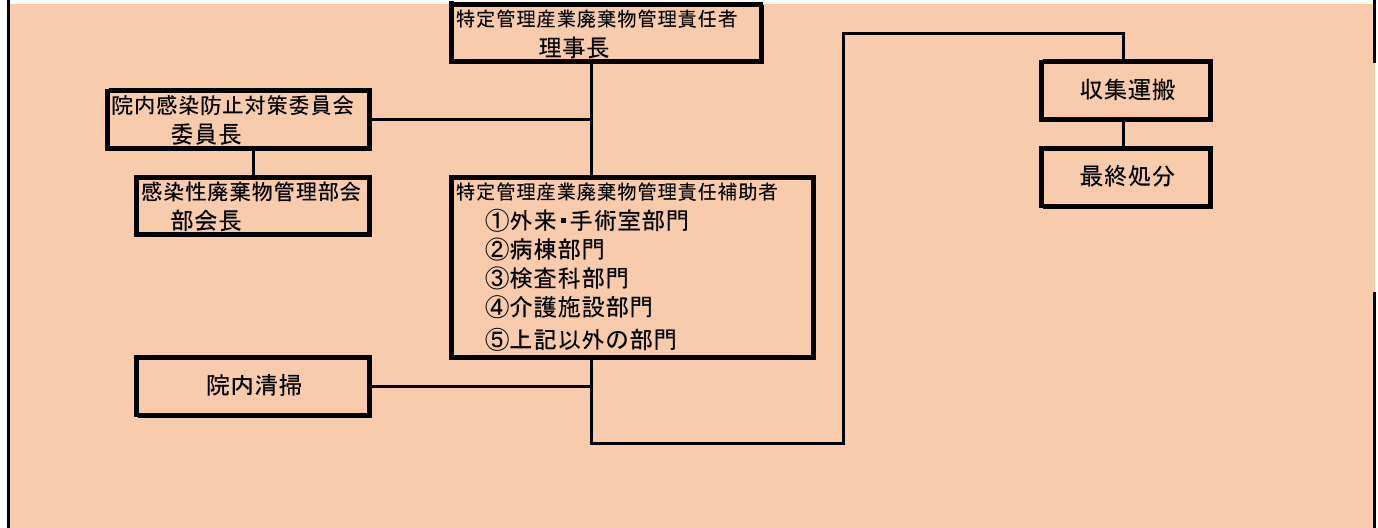 特定管理産業廃棄物管理責任者
理事長
院内感染防止対策委員会
委員長
感染性廃棄物管理部会
部会長
特定管理産業廃棄物管理責任補助者
①外来・手術室部門
②病棟部門
③検査科部門
④介護施設部門
⑤上記以外の部門
院内清掃
収集運搬
最終処分